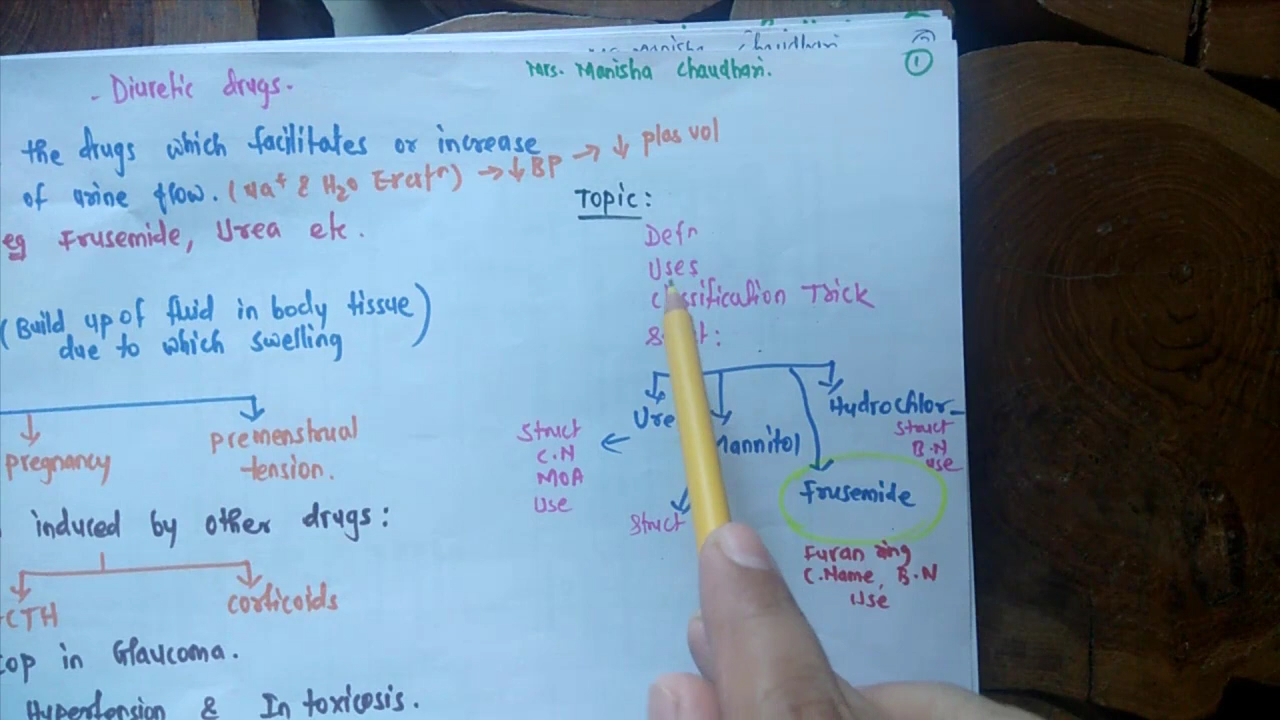 Mrs. Manisha Chaudhari.
1
- Diuretic drugs.
the drugs which facilitates or increase
of urine flow. (Na⁺ & H₂O Excretⁿ) → ↓ BP → ↓ plas vol
eg Frusemide, Urea etc.
(Build up of fluid in body tissue
due to which swelling)
pregnancy
premenstrual
tension.
induced by other drugs:
CTH
corticoids
in Glaucoma.
Hypertension & In toxicosis.
Topic:
Defn
Uses
Classification Trick
Ure
Struct
C.N
MOA
Use
Mannitol
Struct
Frusemide
Furan ring
C.Name, B.N
Use
Hydrochlor-
Struct
B.N
Use